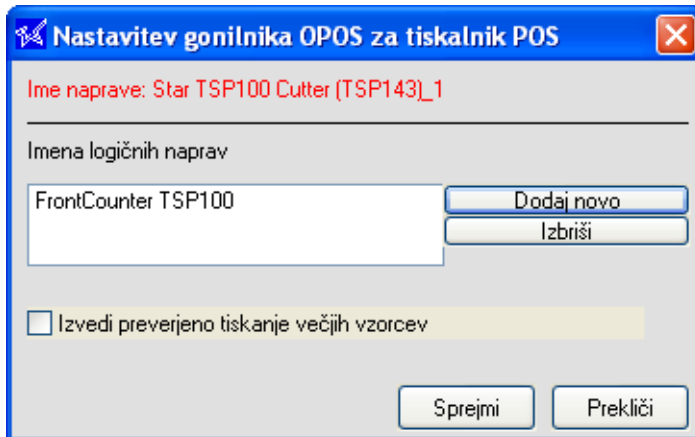 Nastavitev gonilnika OPOS za tiskalnik POS
Ime naprave: Star TSP100 Cutter (TSP143)_1
Imena logičnih naprav
FrontCounter TSP100
Dodaj novo
Izbriši
Izvedi preverjeno tiskanje večjih vzorcev
Sprejmi
Prekliči